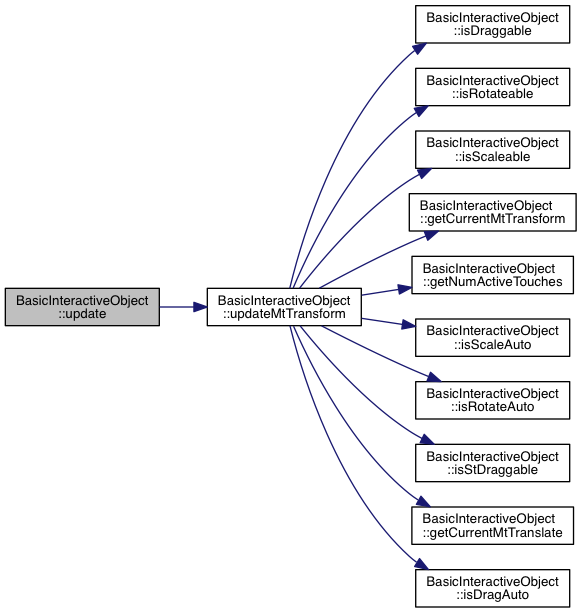 BasicInteractiveObject
::update
BasicInteractiveObject
::updateMtTransform
BasicInteractiveObject
::isDraggable
BasicInteractiveObject
::isRotateable
BasicInteractiveObject
::isScaleable
BasicInteractiveObject
::getCurrentMtTransform
BasicInteractiveObject
::getNumActiveTouches
BasicInteractiveObject
::isScaleAuto
BasicInteractiveObject
::isRotateAuto
BasicInteractiveObject
::isStDraggable
BasicInteractiveObject
::getCurrentMtTranslate
BasicInteractiveObject
::isDragAuto